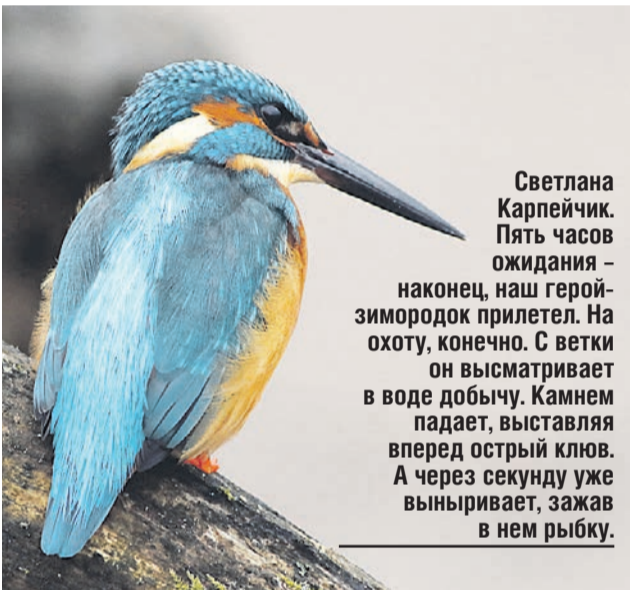 Светлана
Карпейчик.
Пять часов
ожидания –
наконец, наш герой-
зимородок прилетел. На
охоту, конечно. С ветки
он высматривает
в воде добычу. Камнем
падает, выставляя
вперед острый клюв.
А через секунду уже
выныривает, зажав
в нем рыбку.